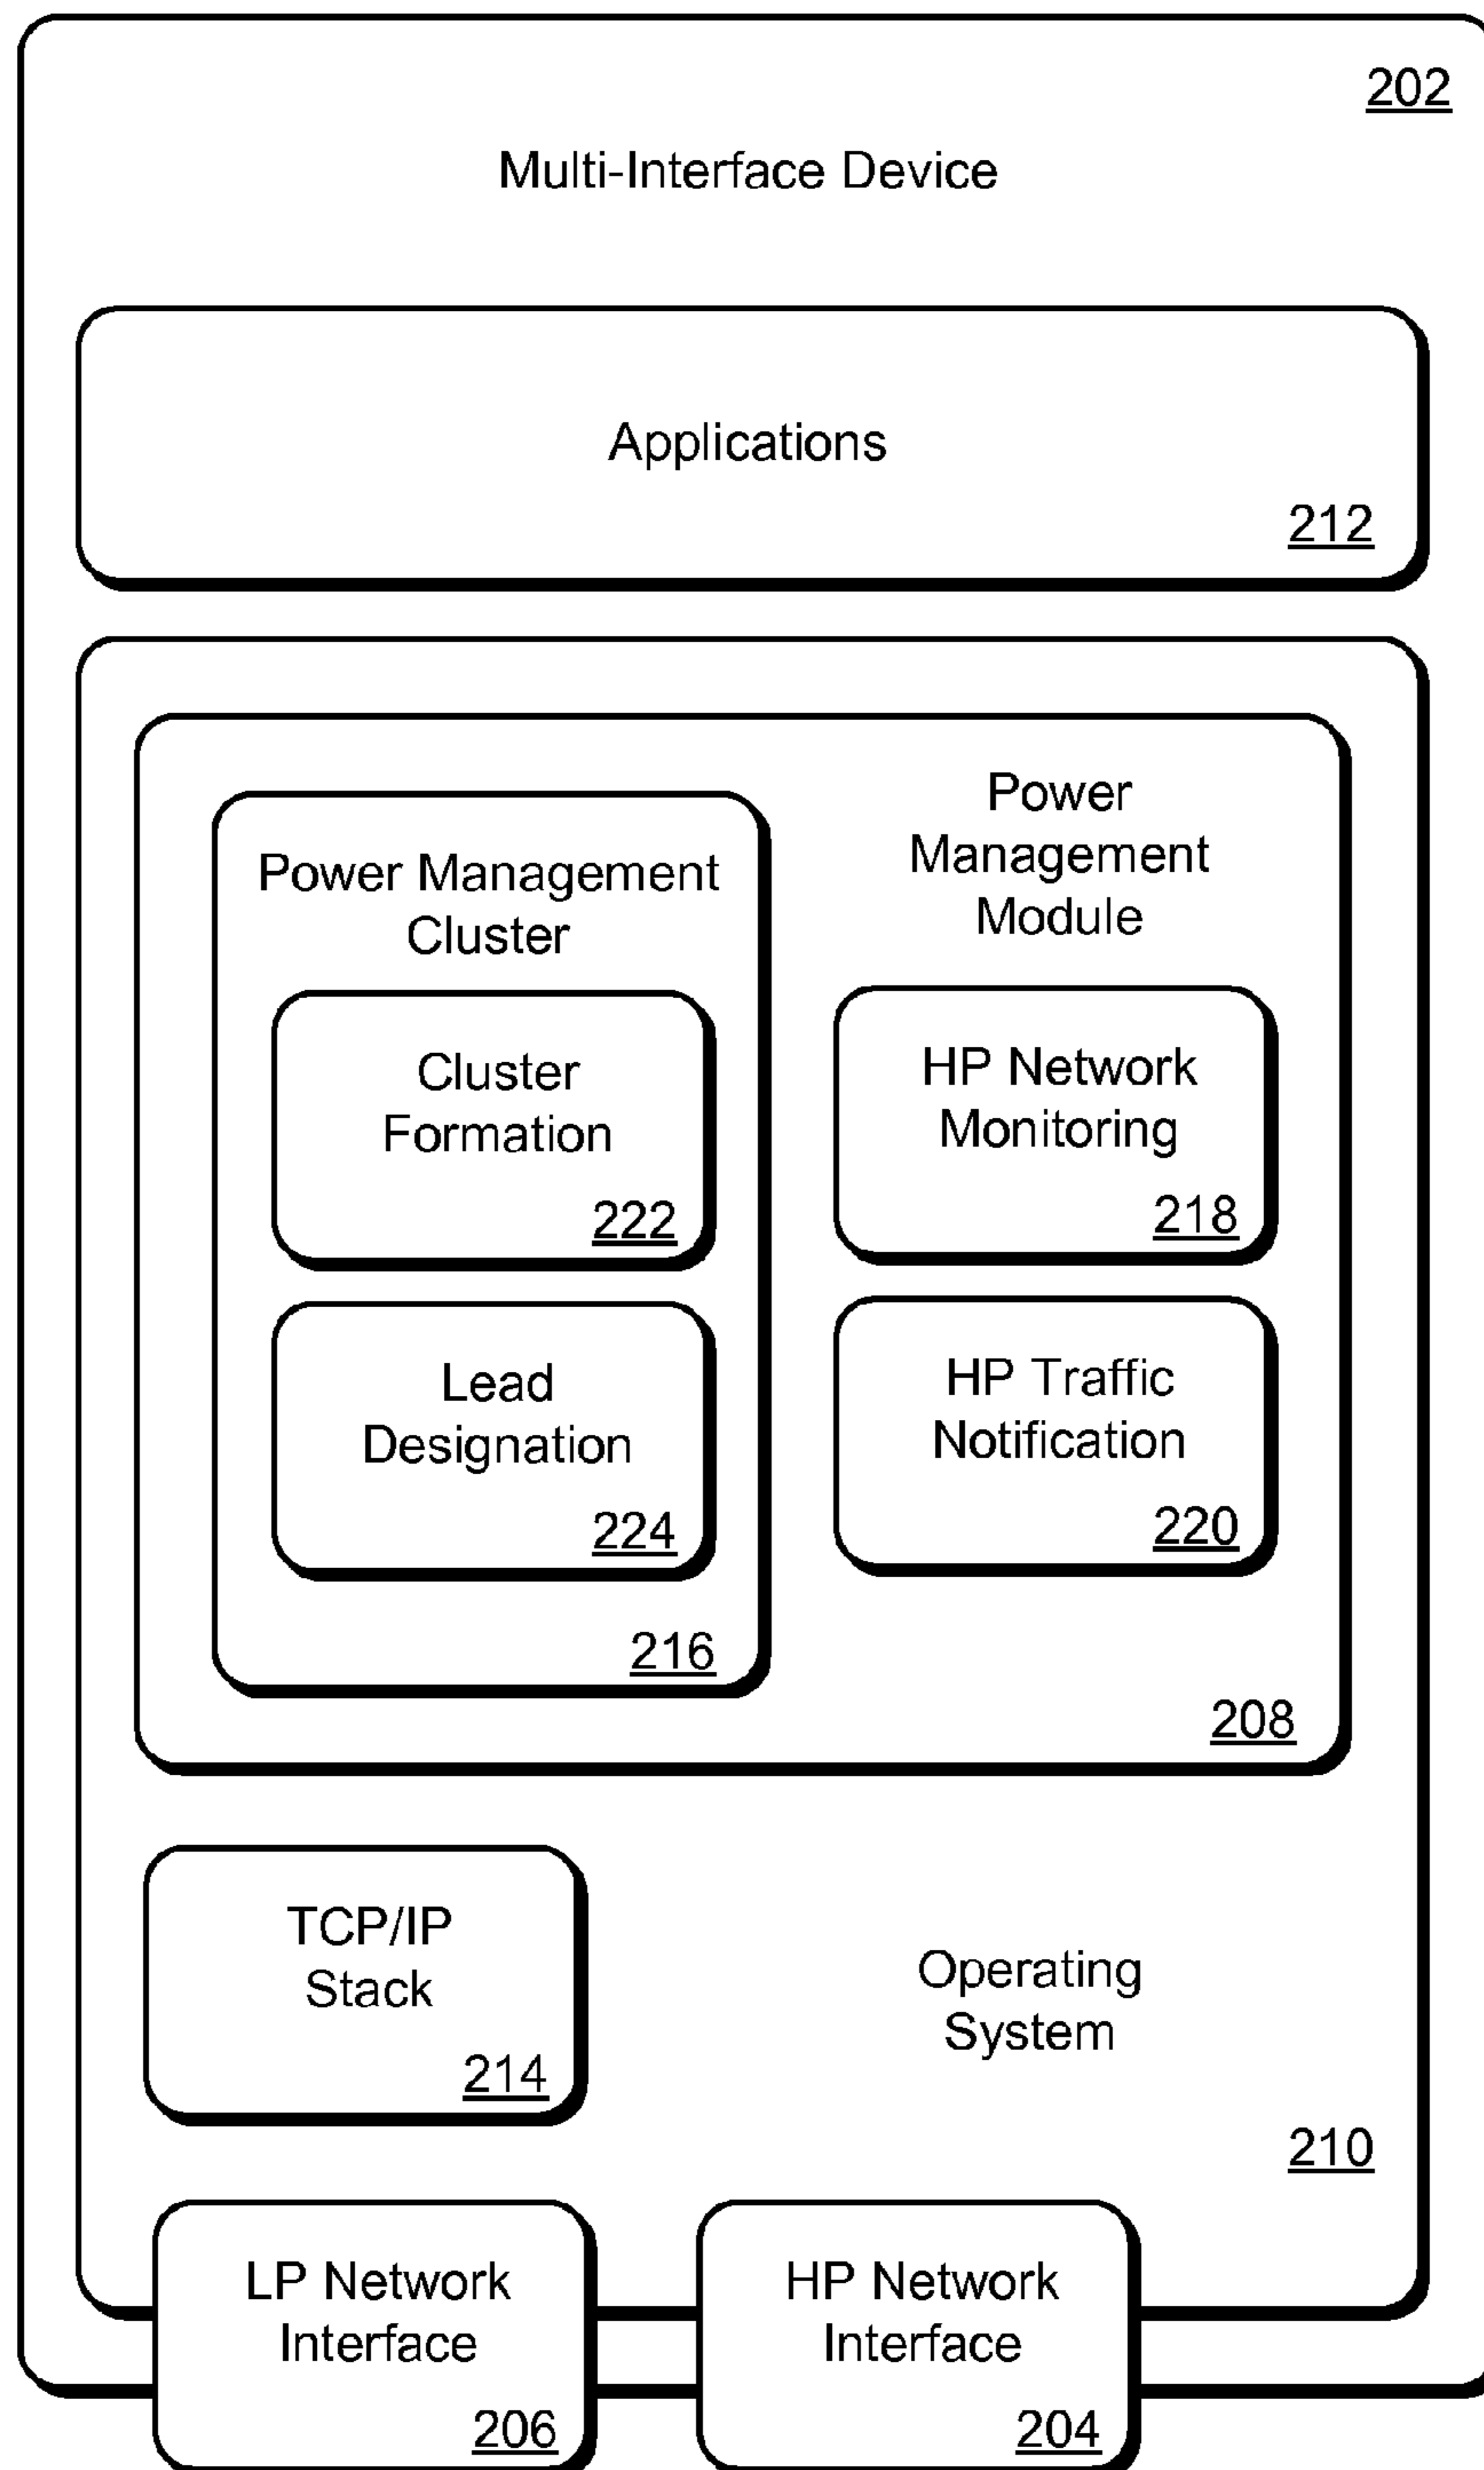 202
Multi-Interface Device
Applications
212
Power
Management
Module
Power Management
Cluster
Cluster
Formation
222
HP Network
Monitoring
218
Lead
Designation
224
HP Traffic
Notification
220
216
208
TCP/IP
Stack
214
Operating
System
210
LP Network
Interface
206
HP Network
Interface
204